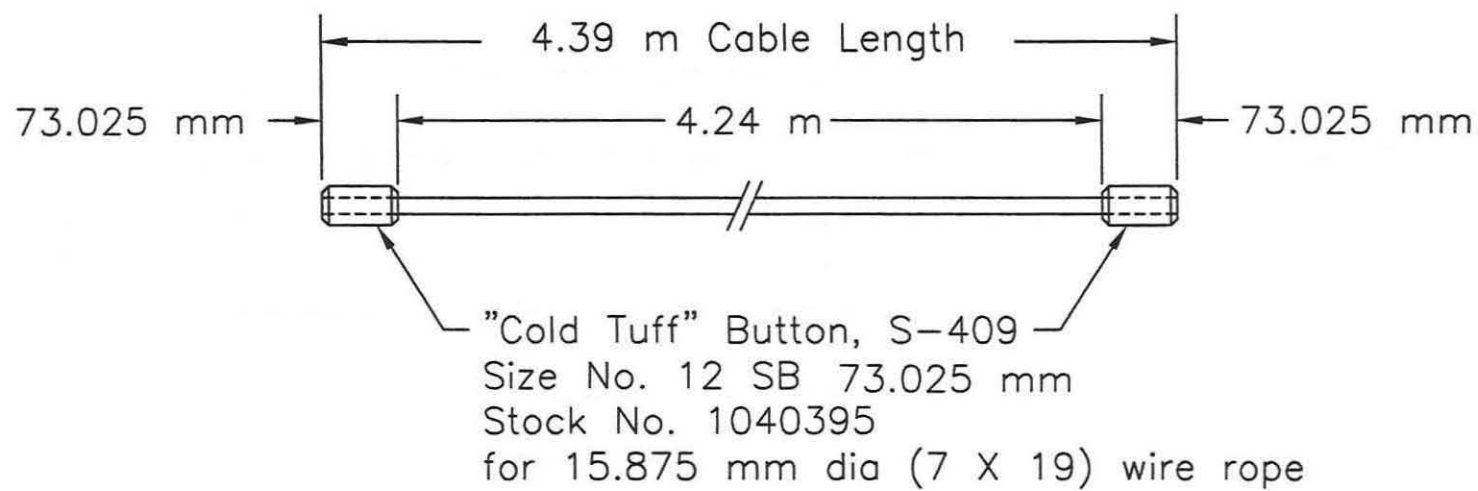 4.39 m Cable Length
73.025 mm
4.24 m
73.025 mm
"Cold Tuff" Button, S-409
Size No. 12 SB 73.025 mm
Stock No. 1040395
for 15.875 mm dia (7 X 19) wire rope